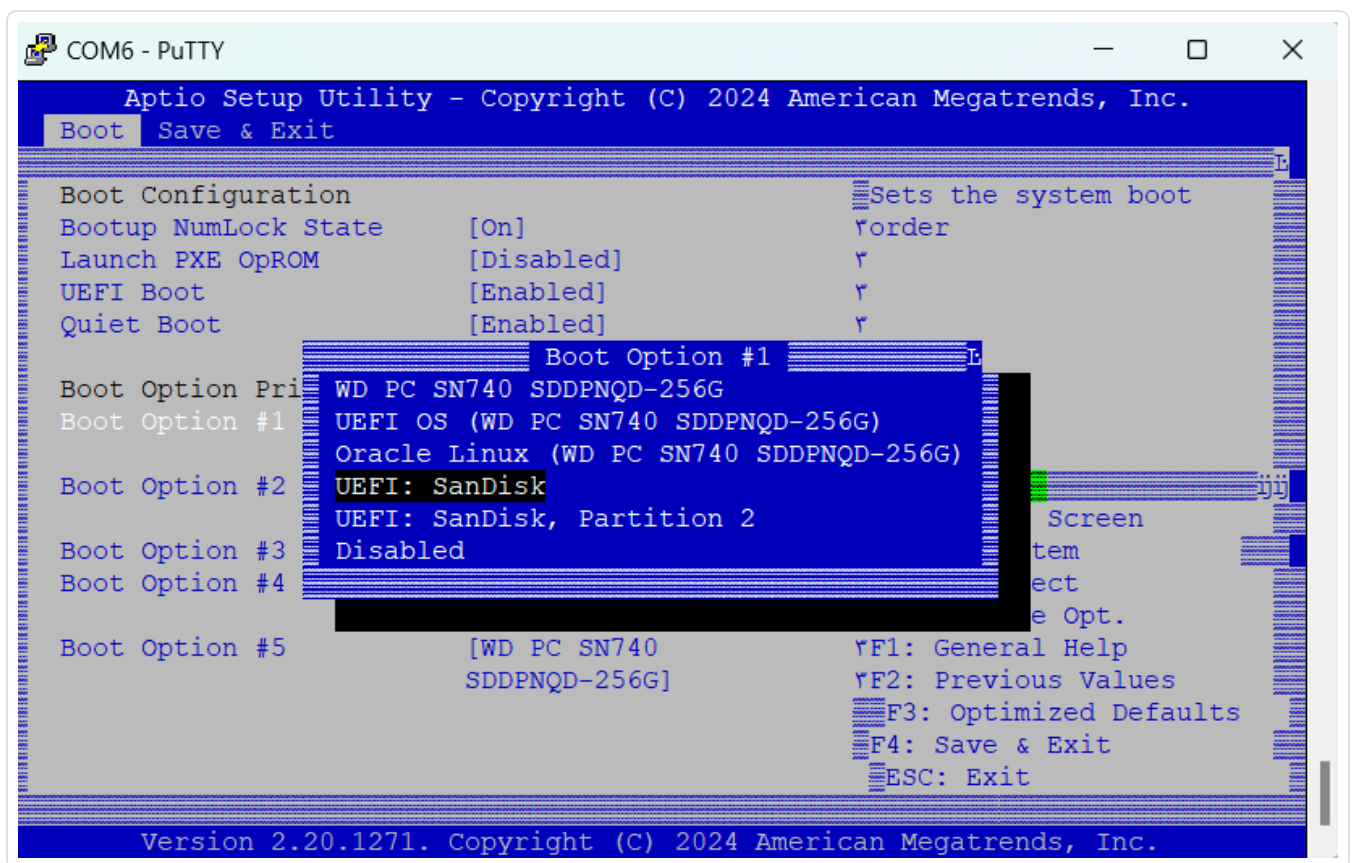 COM6 - PuTTY
Aptio Setup Utility - Copyright (C) 2024 American Megatrends, Inc.
Boot Save & Exit
Boot Configuration Sets the system boot
Bootup NumLock State [On] order
Launch PXE OpROM [Disabled]
UEFI Boot [Enabled]
Quiet Boot [Enabled]
Boot Option #1
Boot Option Pri WD PC SN740 SDDPNQD-256G
Boot Option #1 UEFI OS (WD PC SN740 SDDPNQD-256G)
Oracle Linux (WD PC SN740 SDDPNQD-256G)
Boot Option #2 UEFI: SanDisk
UEFI: SanDisk, Partition 2 Screen
Boot Option #3 Disabled tem
Boot Option #4 ect
e Opt.
Boot Option #5 [WD PC SN740 F1: General Help
SDDPNQD-256G] F2: Previous Values
F3: Optimized Defaults
F4: Save & Exit
ESC: Exit
Version 2.20.1271. Copyright (C) 2024 American Megatrends, Inc.